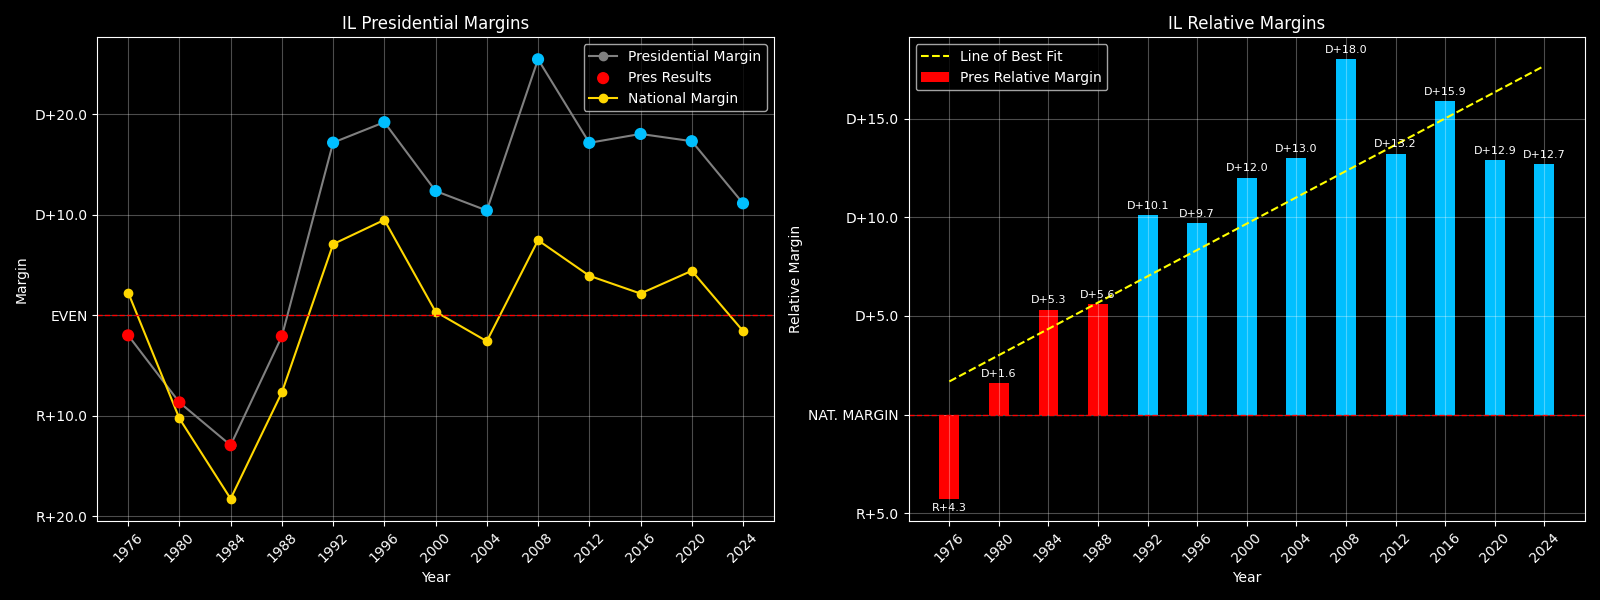 IL Presidential Margins
Presidential Margin
Pres Results
National Margin
Margin
D+20.0
D+10.0
EVEN
R+10.0
R+20.0
1976
1980
1984
1988
1992
1996
2000
2004
2008
2012
2016
2020
2024
Year
IL Relative Margins
Line of Best Fit
Pres Relative Margin
Relative Margin
D+15.0
D+10.0
D+5.0
NAT. MARGIN
R+5.0
R+4.3
D+1.6
D+5.3
D+5.6
D+10.1
D+9.7
D+12.0
D+13.0
D+18.0
D+13.2
D+15.9
D+12.9
D+12.7
1976
1980
1984
1988
1992
1996
2000
2004
2008
2012
2016
2020
2024
Year